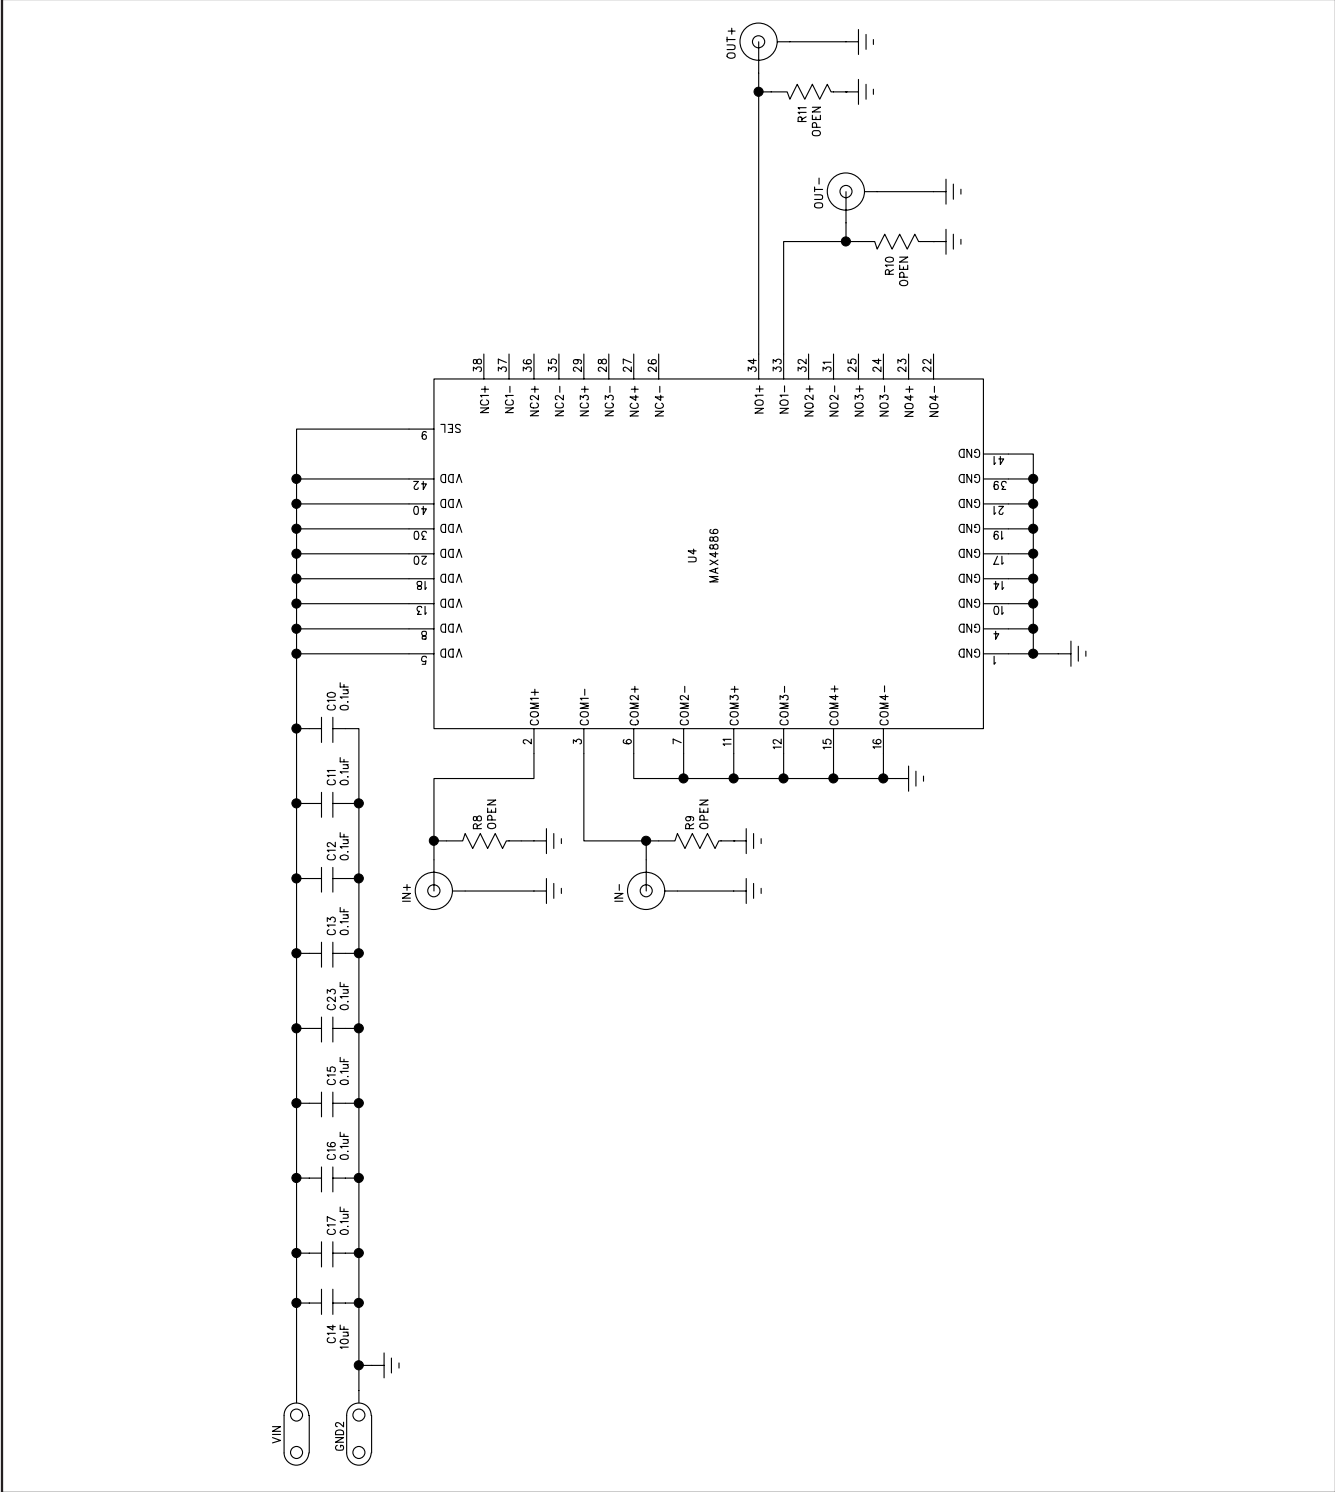 OUT+
R11
OPEN
OUT-
R10
OPEN
38
37
36
35
29
28
27
26
34
33
32
31
25
24
23
22
NC1+
NC1-
NC2+
NC2-
NC3+
NC3-
NC4+
NC4-
NO1+
NO1-
NO2+
NO2-
NO3+
NO3-
NO4+
NO4-
9
SEL
42
VDD
40
VDD
30
VDD
20
VDD
18
VDD
13
VDD
8
VDD
5
VDD
GND
41
GND
39
GND
21
GND
19
GND
17
GND
14
GND
10
GND
4
GND
1
U4
MAX4886
COM1+
COM1-
COM2+
COM2-
COM3+
COM3-
COM4+
COM4-
2
3
6
7
11
12
15
16
R8
OPEN
R9
OPEN
IN+
IN-
C10
0.1uF
C11
0.1uF
C12
0.1uF
C13
0.1uF
C23
0.1uF
C15
0.1uF
C16
0.1uF
C17
0.1uF
C14
10uF
VIN
GND2